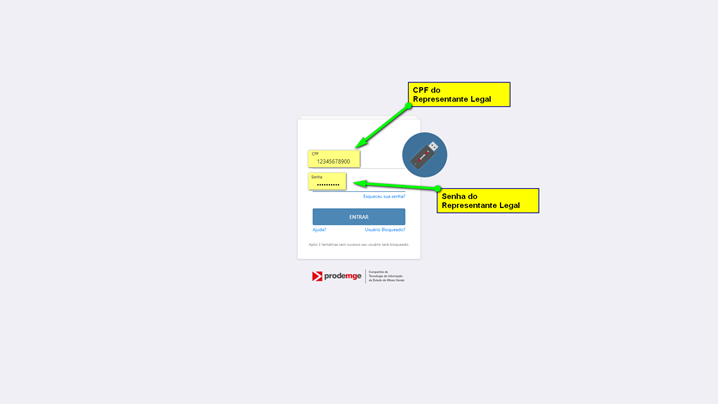 CPF do
Representante Legal
CPF
12345678900
Senha
••••••••••
Senha do
Representante Legal
Esqueceu sua senha?
ENTRAR
Ajuda?
Usuário Bloqueado?
Após 3 tentativas sem sucesso seu usuário será bloqueado.
prodemge
Companhia de
Tecnologia da Informação
do Estado de Minas Gerais